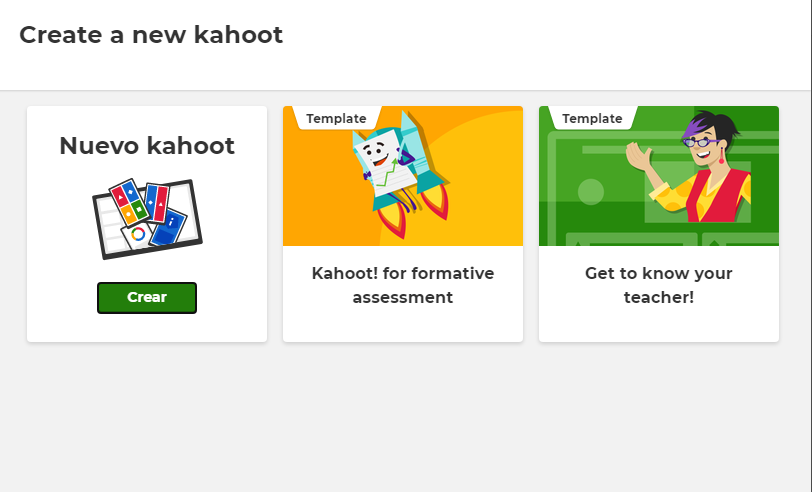 Create a new kahoot
Nuevo kahoot
Crear
Template
Kahoot! for formative
assessment
Template
Get to know your
teacher!